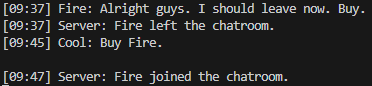 [09:37] Fire: Alright guys. I should leave now. Buy.
[09:37] Server: Fire left the chatroom.
[09:45] Cool: Buy Fire.
[09:47] Server: Fire joined the chatroom.